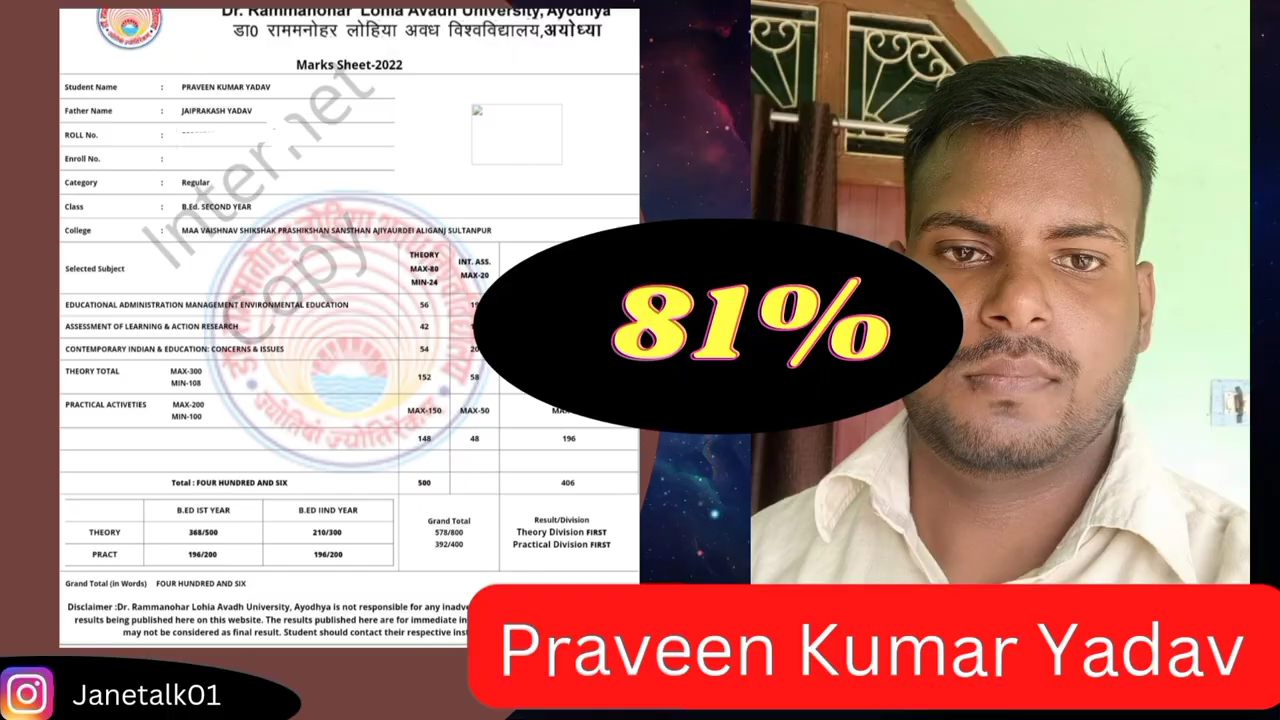 Dr. Rammanohar Lohia Avadh University, Ayodhya
डा0 राममनोहर लोहिया अवध विश्वविद्यालय,अयोध्या
Marks Sheet-2022
Student Name : PRAVEEN KUMAR YADAV
Father Name : JAIPRAKASH YADAV
ROLL No. :
Enroll No. :
Category : Regular
Class : B.Ed. SECOND YEAR
College : MAA VAISHNAV SHIKSHAK PRASHIKSHAN SANSTHAN AJIYAURDEI ALIGANJ SULTANPUR
Selected Subject THEORY MAX-80 MIN-24 INT. ASS. MAX-20
EDUCATIONAL ADMINISTRATION MANAGEMENT ENVIRONMENTAL EDUCATION 56
ASSESSMENT OF LEARNING & ACTION RESEARCH 42
CONTEMPORARY INDIAN & EDUCATION: CONCERNS & ISSUES 54
THEORY TOTAL MAX-300 MIN-108 152 58
PRACTICAL ACTIVETIES MAX-200 MIN-100 MAX-150 MAX-50
148 48 196
Total : FOUR HUNDRED AND SIX 500 406
B.ED IST YEAR B.ED IIND YEAR
THEORY 368/500 210/300
PRACT 196/200 196/200
Grand Total
578/800
392/400
Result/Division
Theory Division FIRST
Practical Division FIRST
Grand Total (in Words) FOUR HUNDRED AND SIX
Disclaimer :Dr. Rammanohar Lohia Avadh University, Ayodhya is not responsible for any
results being published here on this website. The results published here are for immediate
may not be considered as final result. Student should contact their respective
Inter.net
Copy
81%
Praveen Kumar Yadav
Janetalk01